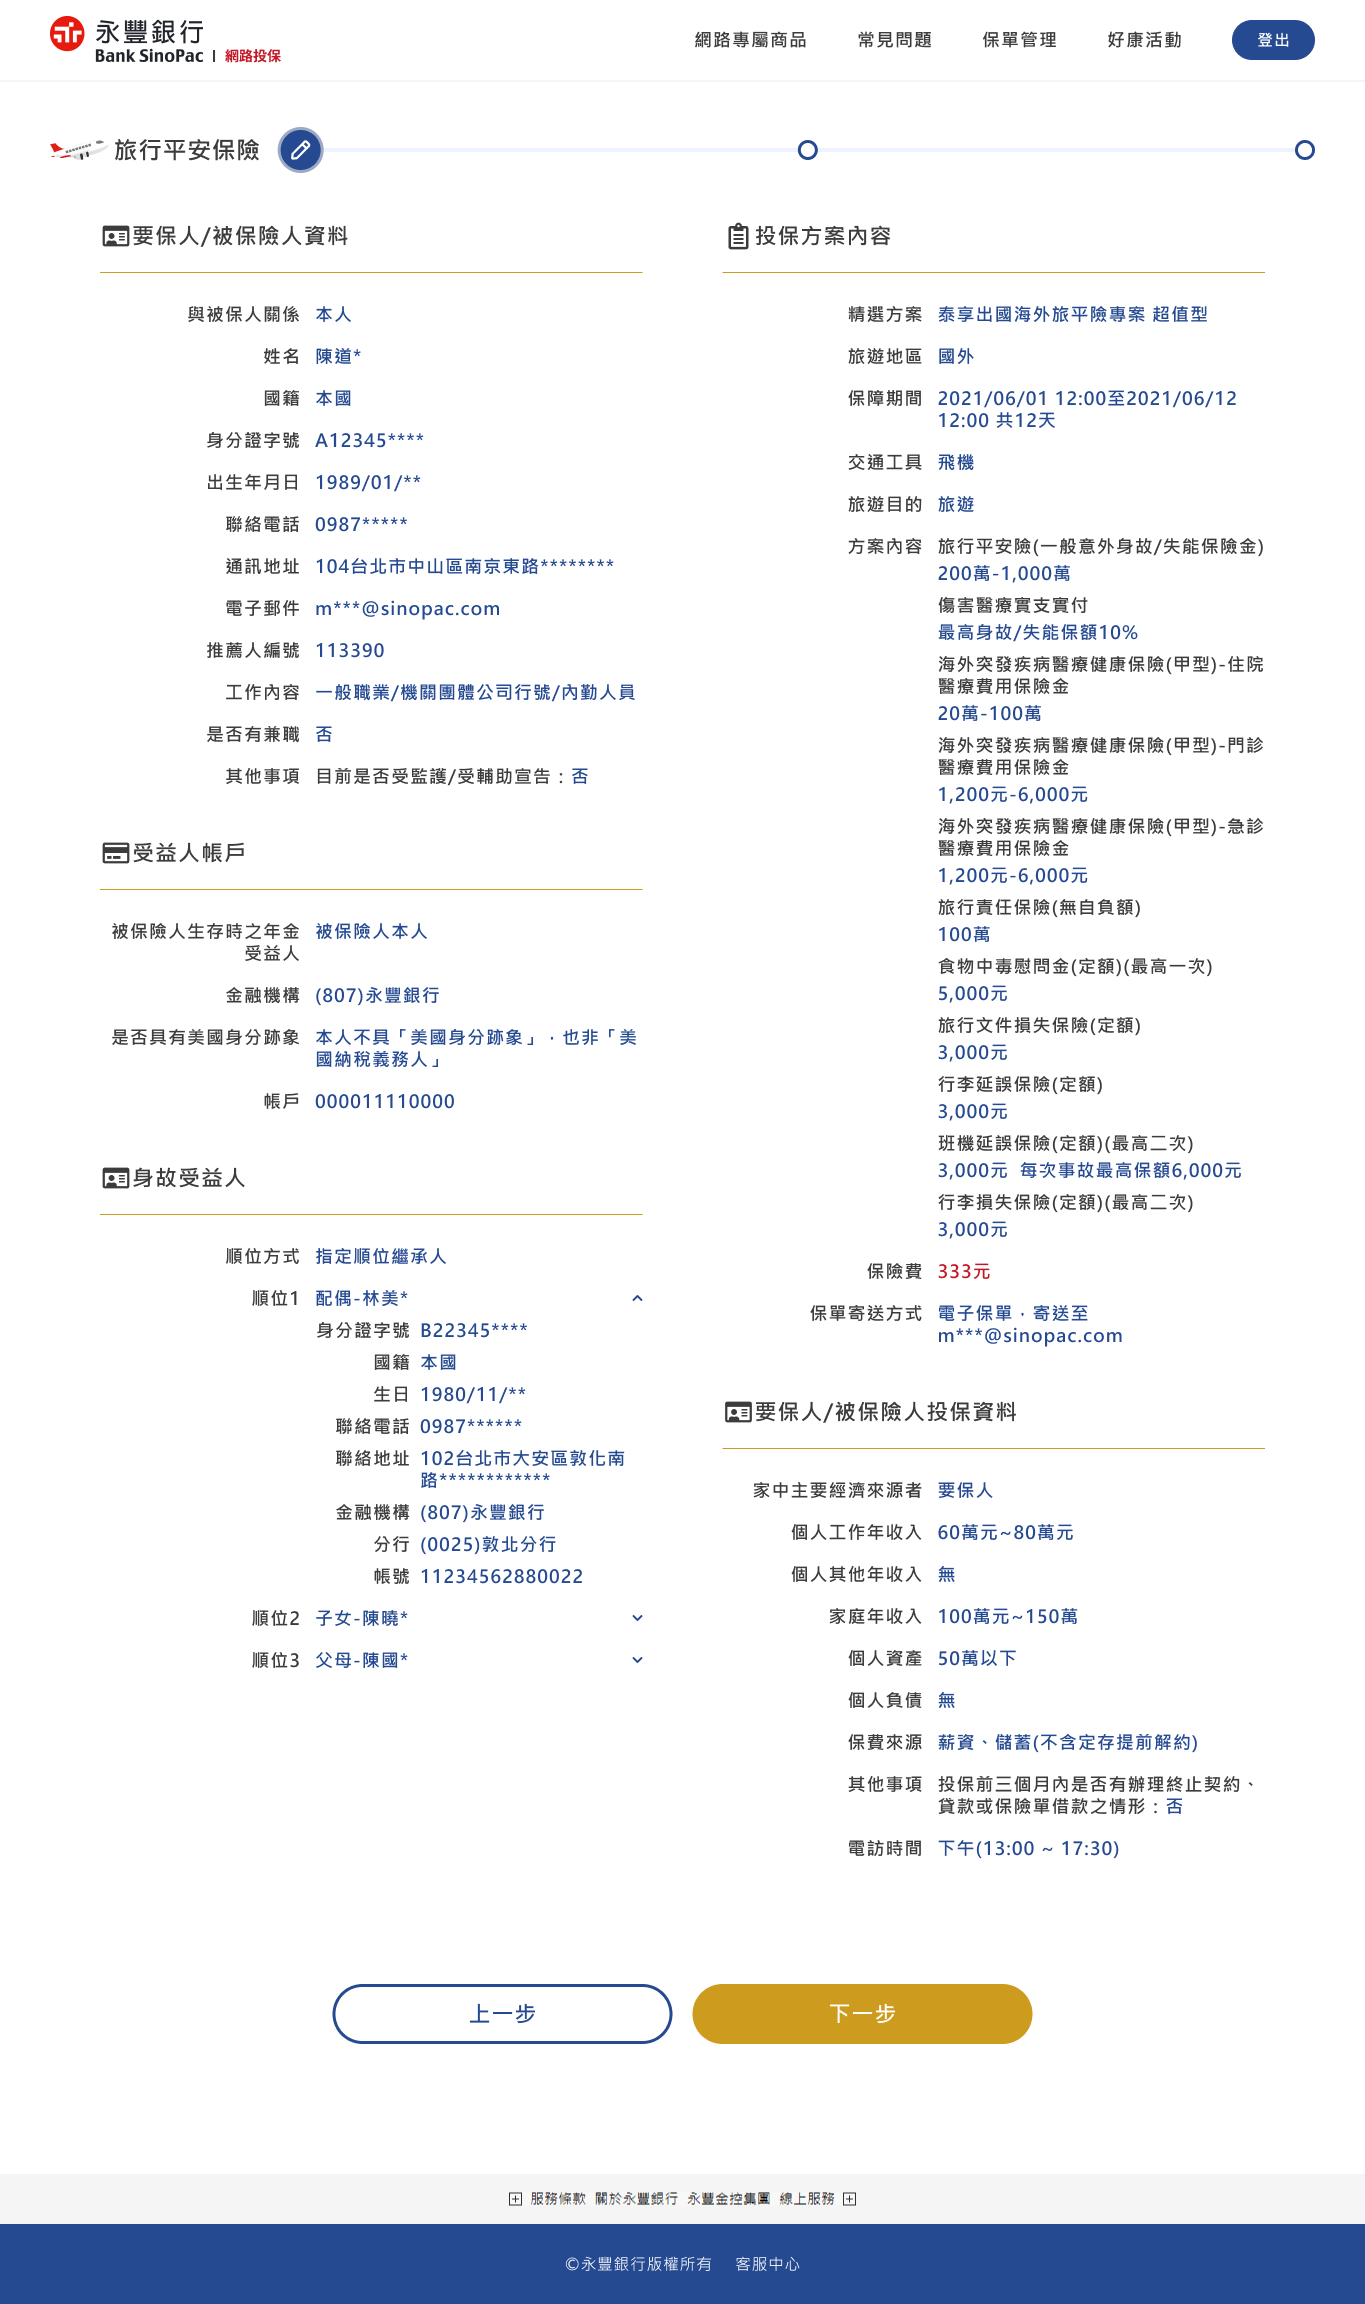 永豐銀行
Bank SinoPac | 網路投保
網路專屬商品 常見問題 保單管理 好康活動 登出
旅行平安保險
要保人/被保險人資料
與被保人關係 本人
姓名 陳道*
國籍 本國
身分證字號 A12345****
出生年月日 1989/01/**
聯絡電話 0987*****
通訊地址 104台北市中山區南京東路********
電子郵件 m***@sinopac.com
推薦人編號 113390
工作內容 一般職業/機關團體公司行號/內勤人員
是否有兼職 否
其他事項 目前是否受監護/受輔助宣告：否
受益人帳戶
被保險人生存時之年金
受益人
被保險人本人
金融機構 (807)永豐銀行
是否具有美國身分跡象 本人不具「美國身分跡象」，也非「美
國納稅義務人」
帳戶 000011110000
身故受益人
順位方式 指定順位繼承人
順位1 配偶-林美*
身分證字號 B22345****
國籍 本國
生日 1980/11/**
聯絡電話 0987******
聯絡地址 102台北市大安區敦化南
路************
金融機構 (807)永豐銀行
分行 (0025)敦北分行
帳號 11234562880022
順位2 子女-陳曉*
順位3 父母-陳國*
投保方案內容
精選方案 泰享出國海外旅平險專案 超值型
旅遊地區 國外
保障期間 2021/06/01 12:00至2021/06/12
12:00 共12天
交通工具 飛機
旅遊目的 旅遊
方案內容 旅行平安險(一般意外身故/失能保險金)
200萬-1,000萬
傷害醫療實支實付
最高身故/失能保額10%
海外突發疾病醫療健康保險(甲型)-住院
醫療費用保險金
20萬-100萬
海外突發疾病醫療健康保險(甲型)-門診
醫療費用保險金
1,200元-6,000元
海外突發疾病醫療健康保險(甲型)-急診
醫療費用保險金
1,200元-6,000元
旅行責任保險(無自負額)
100萬
食物中毒慰問金(定額)(最高一次)
5,000元
旅行文件損失保險(定額)
3,000元
行李延誤保險(定額)
3,000元
班機延誤保險(定額)(最高二次)
3,000元 每次事故最高保額6,000元
行李損失保險(定額)(最高二次)
3,000元
保險費 333元
保單寄送方式 電子保單，寄送至
m***@sinopac.com
要保人/被保險人投保資料
家中主要經濟來源者 要保人
個人工作年收入 60萬元~80萬元
個人其他年收入 無
家庭年收入 100萬元~150萬
個人資產 50萬以下
個人負債 無
保費來源 薪資、儲蓄(不含定存提前解約)
其他事項 投保前三個月內是否有辦理終止契約、
貸款或保險單借款之情形：否
電訪時間 下午(13:00 ~ 17:30)
上一步 下一步
服務條款 關於永豐銀行 永豐金控集團 線上服務
©永豐銀行版權所有 客服中心